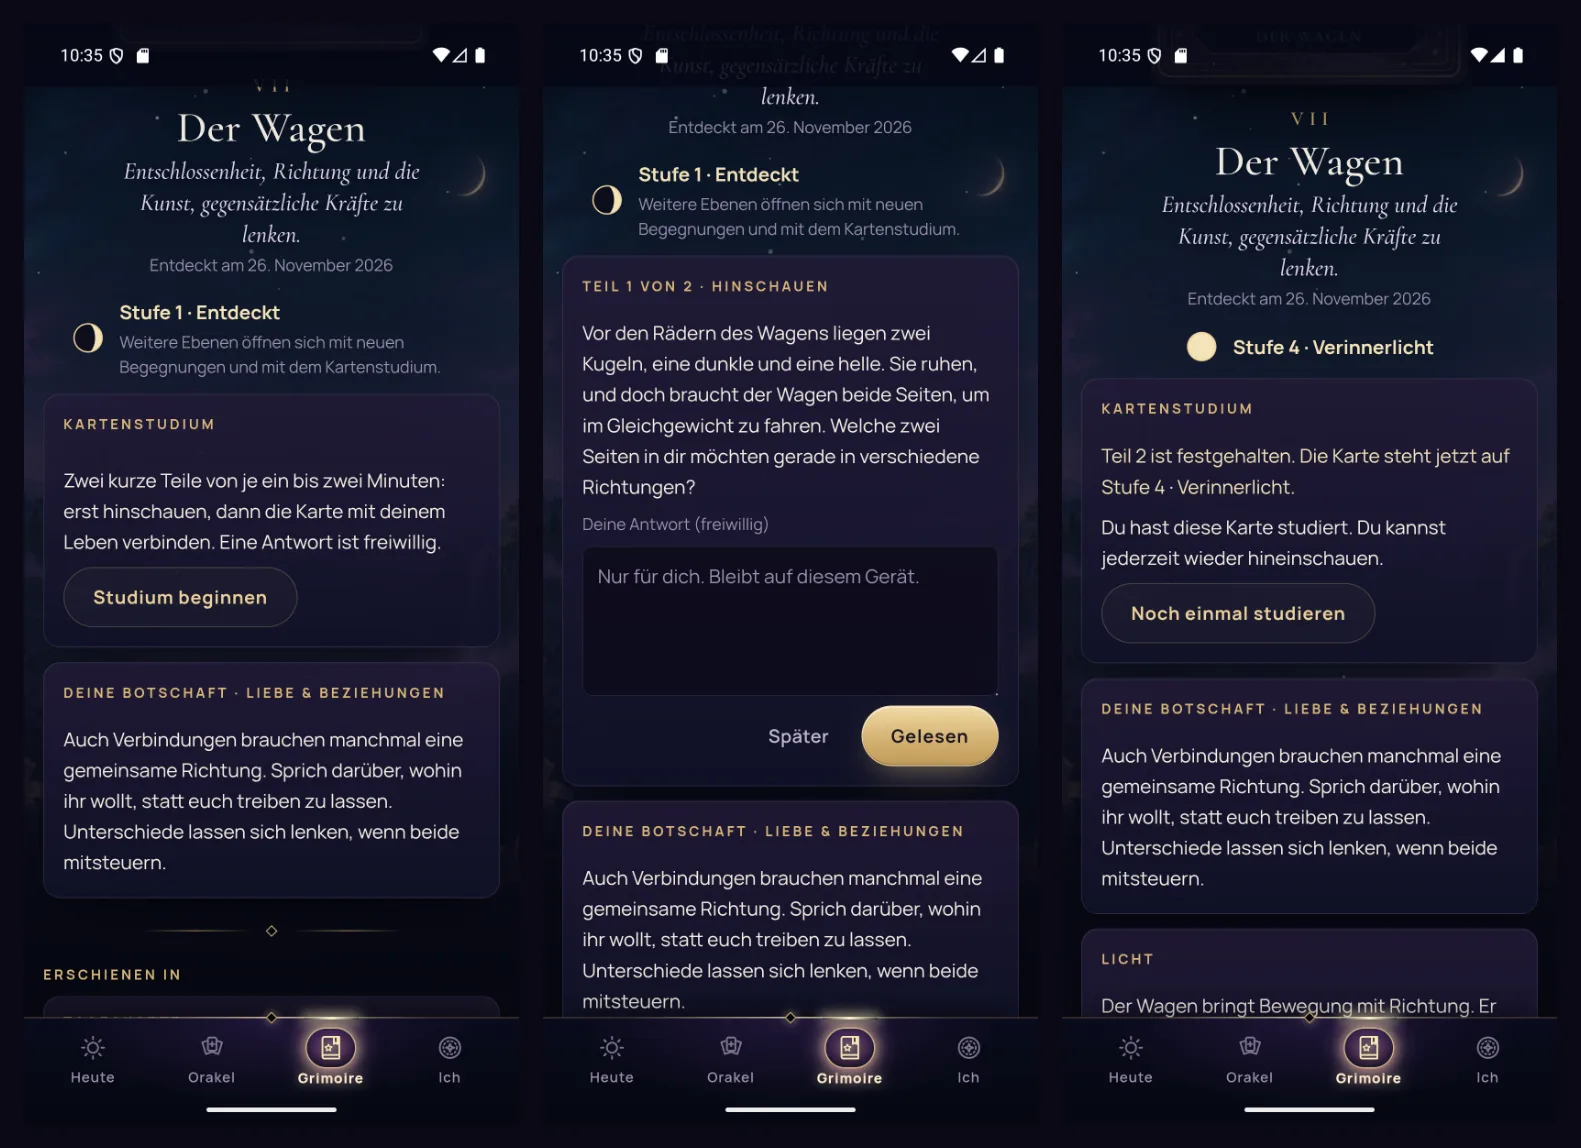 10:35
VII
Der Wagen
Entschlossenheit, Richtung und die
Kunst, gegensätzliche Kräfte zu
lenken.
Entdeckt am 26. November 2026
Stufe 1 · Entdeckt
Weitere Ebenen öffnen sich mit neuen
Begegnungen und mit dem Kartenstudium.
KARTENSTUDIUM
Zwei kurze Teile von je ein bis zwei Minuten:
erst hinschauen, dann die Karte mit deinem
Leben verbinden. Eine Antwort ist freiwillig.
Studium beginnen
DEINE BOTSCHAFT · LIEBE & BEZIEHUNGEN
Auch Verbindungen brauchen manchmal eine
gemeinsame Richtung. Sprich darüber, wohin
ihr wollt, statt euch treiben zu lassen.
Unterschiede lassen sich lenken, wenn beide
mitsteuern.
ERSCHIENEN IN
Heute
Orakel
Grimoire
Ich
Entschlossenheit, Richtung und die
10:35
Kunst, gegensätzliche Kräfte zu
lenken.
Entdeckt am 26. November 2026
Stufe 1 · Entdeckt
Weitere Ebenen öffnen sich mit neuen
Begegnungen und mit dem Kartenstudium.
TEIL 1 VON 2 · HINSCHAUEN
Vor den Rädern des Wagens liegen zwei
Kugeln, eine dunkle und eine helle. Sie ruhen,
und doch braucht der Wagen beide Seiten, um
im Gleichgewicht zu fahren. Welche zwei
Seiten in dir möchten gerade in verschiedene
Richtungen?
Deine Antwort (freiwillig)
Nur für dich. Bleibt auf diesem Gerät.
Später
Gelesen
DEINE BOTSCHAFT · LIEBE & BEZIEHUNGEN
Auch Verbindungen brauchen manchmal eine
gemeinsame Richtung. Sprich darüber, wohin
ihr wollt, statt euch treiben zu lassen.
Unterschiede lassen sich lenken, wenn beide
mitsteuern.
Heute
Orakel
Grimoire
Ich
DER WAGEN
10:35
VII
Der Wagen
Entschlossenheit, Richtung und die
Kunst, gegensätzliche Kräfte zu
lenken.
Entdeckt am 26. November 2026
Stufe 4 · Verinnerlicht
KARTENSTUDIUM
Teil 2 ist festgehalten. Die Karte steht jetzt auf
Stufe 4 · Verinnerlicht.
Du hast diese Karte studiert. Du kannst
jederzeit wieder hineinschauen.
Noch einmal studieren
DEINE BOTSCHAFT · LIEBE & BEZIEHUNGEN
Auch Verbindungen brauchen manchmal eine
gemeinsame Richtung. Sprich darüber, wohin
ihr wollt, statt euch treiben zu lassen.
Unterschiede lassen sich lenken, wenn beide
mitsteuern.
LICHT
Der Wagen bringt Bewegung mit Richtung. Er
Heute
Orakel
Grimoire
Ich